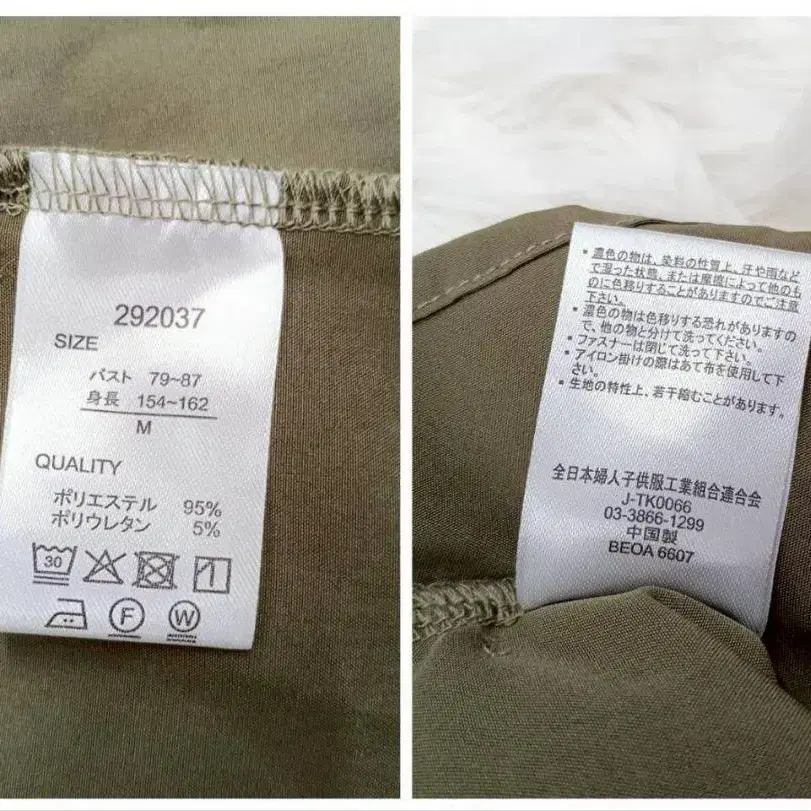 292037
SIZE
バスト 79~87
身長 154~162
M
QUALITY
ポリエステル 95%
ポリウレタン 5%
30
F
W
・濃色の物は、染料の性質上、汗や雨など
で湿った状態、または摩擦によって他のも
のに色移りすることがありますのでご注意
下さい。
・濃色の物は色移りする恐れがありますの
で、他の物と分けて洗ってください。
・ファスナーは閉じて洗って下さい。
・アイロン掛けの際はあて布を使用して下
さい。
・生地の特性上、若干縮むことがあります。
全日本婦人子供服工業組合連合会
J-TK0066
03-3866-1299
中国製
BEOA 6607